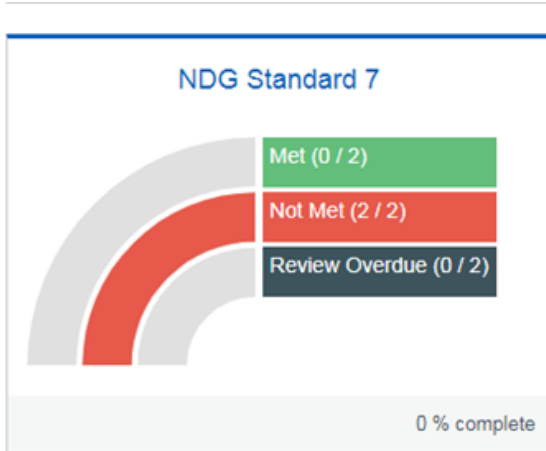 NDG Standard 7
Met (0 / 2)
Not Met (2 / 2)
Review Overdue (0 / 2)
0 % complete